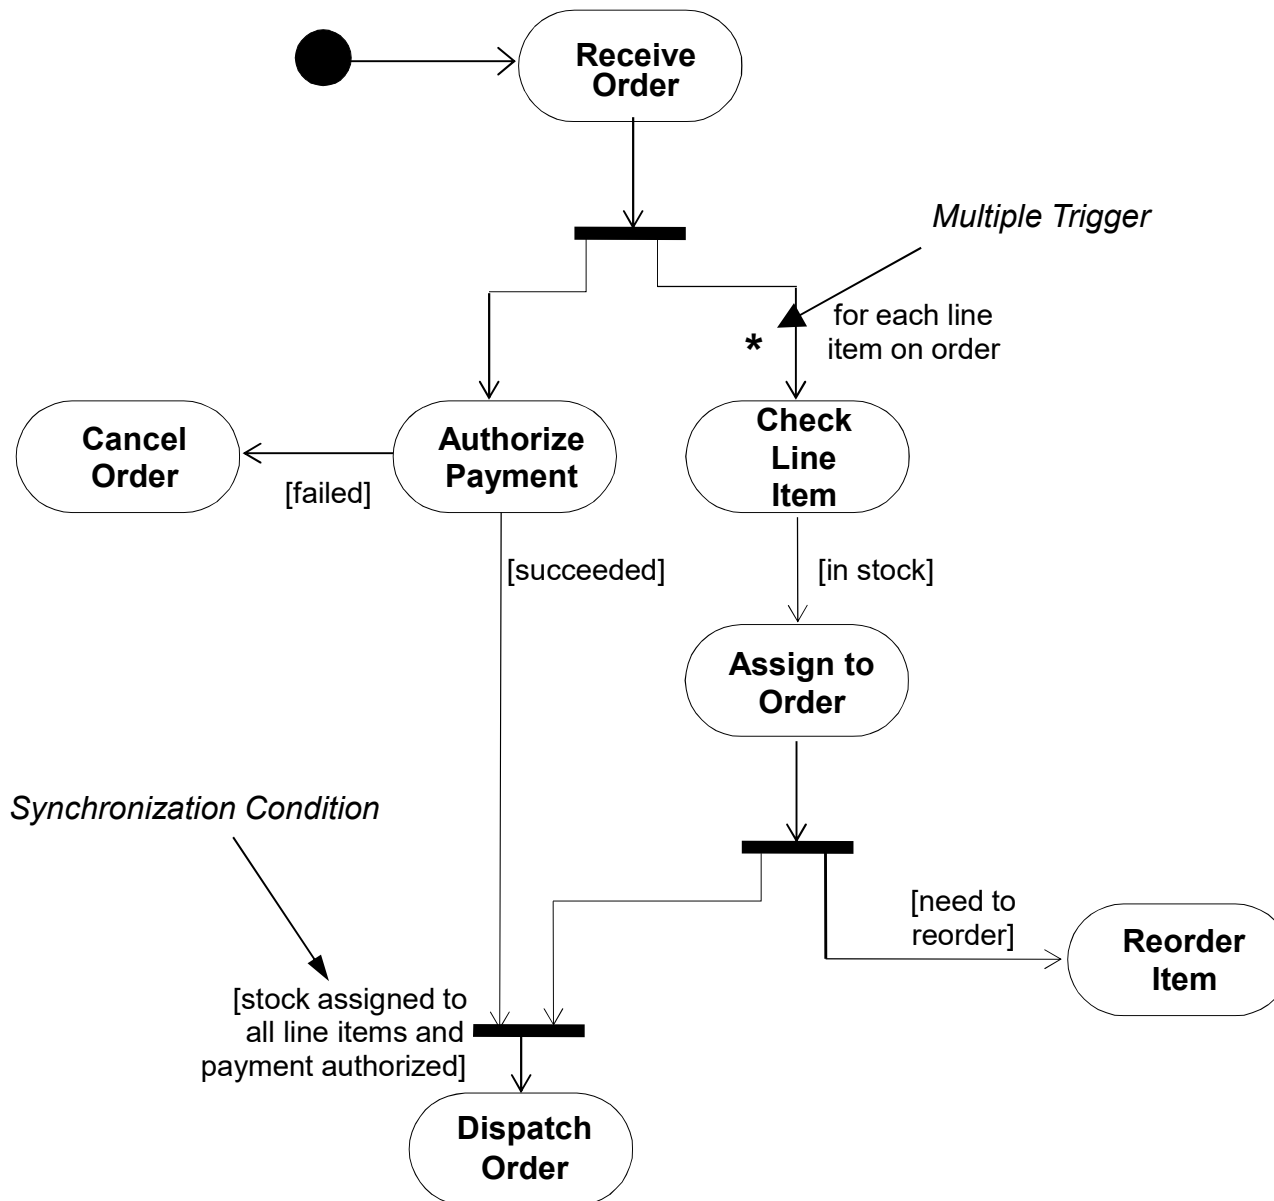 Receive
Order
Multiple Trigger
for each line
item on order
*
Cancel
Order
Authorize
Payment
Check
Line
Item
[failed]
[succeeded]
[in stock]
Assign to
Order
Synchronization Condition
[need to
reorder]
Reorder
Item
[stock assigned to
all line items and
payment authorized]
Dispatch
Order